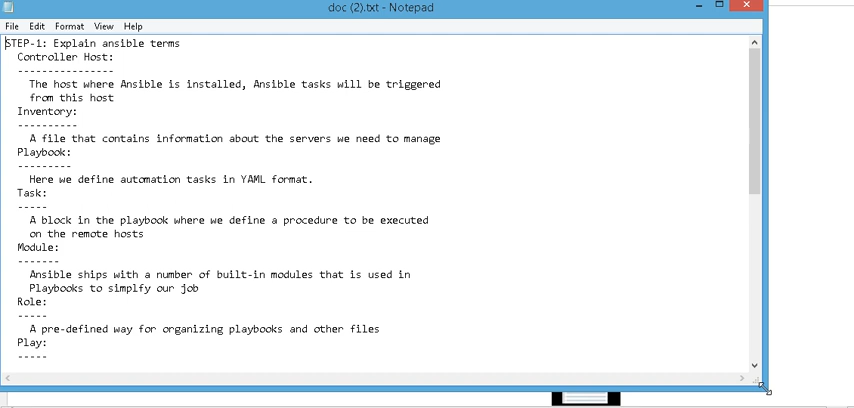 doc (2).txt - Notepad
File Edit Format View Help
STEP-1: Explain ansible terms
Controller Host:
----------------
The host where Ansible is installed, Ansible tasks will be triggered
from this host
Inventory:
----------
A file that contains information about the servers we need to manage
Playbook:
---------
Here we define automation tasks in YAML format.
Task:
-----
A block in the playbook where we define a procedure to be executed
on the remote hosts
Module:
-------
Ansible ships with a number of built-in modules that is used in
Playbooks to simplfy our job
Role:
-----
A pre-defined way for organizing playbooks and other files
Play:
-----